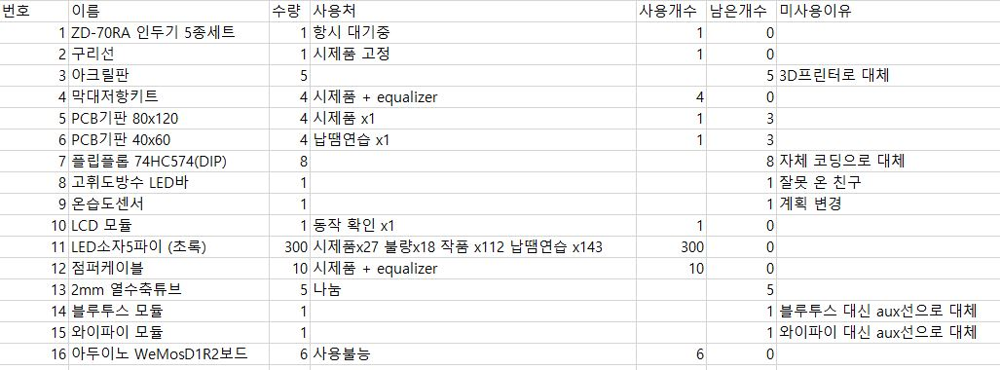 번호 이름 수량 사용처 사용개수 남은개수 미사용이유
1 ZD-70RA 인두기 5종세트 1 항시 대기중 1 0
2 구리선 1 시제품 고정 1 0
3 아크릴판 5 5 3D프린터로 대체
4 막대저항키트 4 시제품 + equalizer 4 0
5 PCB기판 80x120 4 시제품 x1 1 3
6 PCB기판 40x60 4 납땜연습 x1 1 3
7 플립플롭 74HC574(DIP) 8 8 자체 코딩으로 대체
8 고휘도방수 LED바 1 1 잘못 온 친구
9 온습도센서 1 1 계획 변경
10 LCD 모듈 1 동작 확인 x1 1 0
11 LED소자5파이 (초록) 300 시제품x27 불량x18 작품 x112 납땜연습 x143 300 0
12 점퍼케이블 10 시제품 + equalizer 10 0
13 2mm 열수축튜브 5 나눔 5
14 블루투스 모듈 1 1 블루투스 대신 aux선으로 대체
15 와이파이 모듈 1 1 와이파이 대신 aux선으로 대체
16 아두이노 WeMosD1R2보드 6 사용불능 6 0